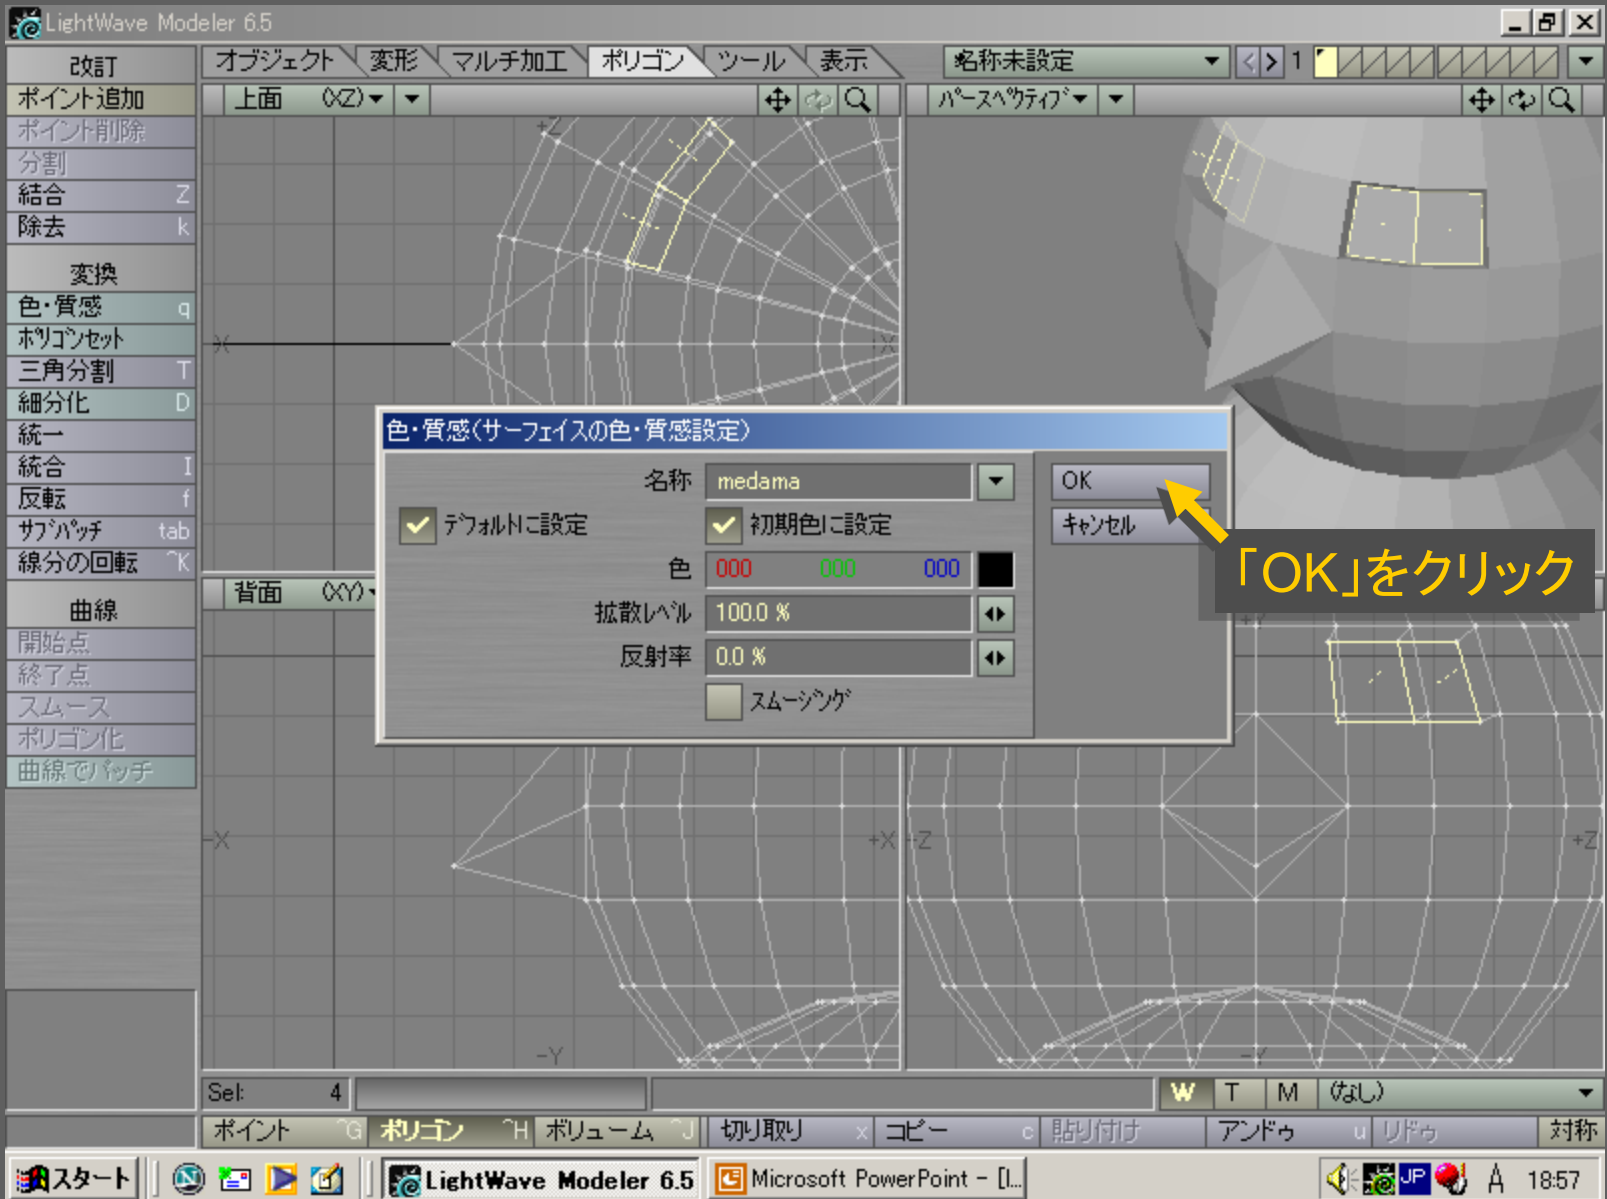 LightWave Modeler 6.5
改訂
オブジェクト
変形
マルチ加工
ポリゴン
ツール
表示
名称未設定
1
ポイント追加
上面 (XZ)
パースペクティブ
ポイント削除
分割
結合 Z
除去 k
変換
色・質感 q
ポリゴンセット
三角分割 T
細分化 D
統一
統合 I
反転 f
サブパッチ tab
線分の回転 ^K
曲線
開始点
終了点
スムース
ポリゴン化
曲線でパッチ
+Z
-X
+X
色・質感(サーフェイスの色・質感設定)
名称 medama
OK
デフォルトに設定
初期色に設定
キャンセル
色 000 000 000
「OK」をクリック
拡散レベル 100.0 %
反射率 0.0 %
スムージング
背面 (XY)
+Y
-X
+X
-Z
+Z
-Y
-Y
Sel: 4
W T M (なし)
ポイント ^G
ポリゴン ^H
ボリューム ^J
切り取り x
コピー c
貼り付け
アンドゥ u
リドゥ
対称
スタート
LightWave Modeler 6.5
Microsoft PowerPoint - [I...
JP
A
18:57